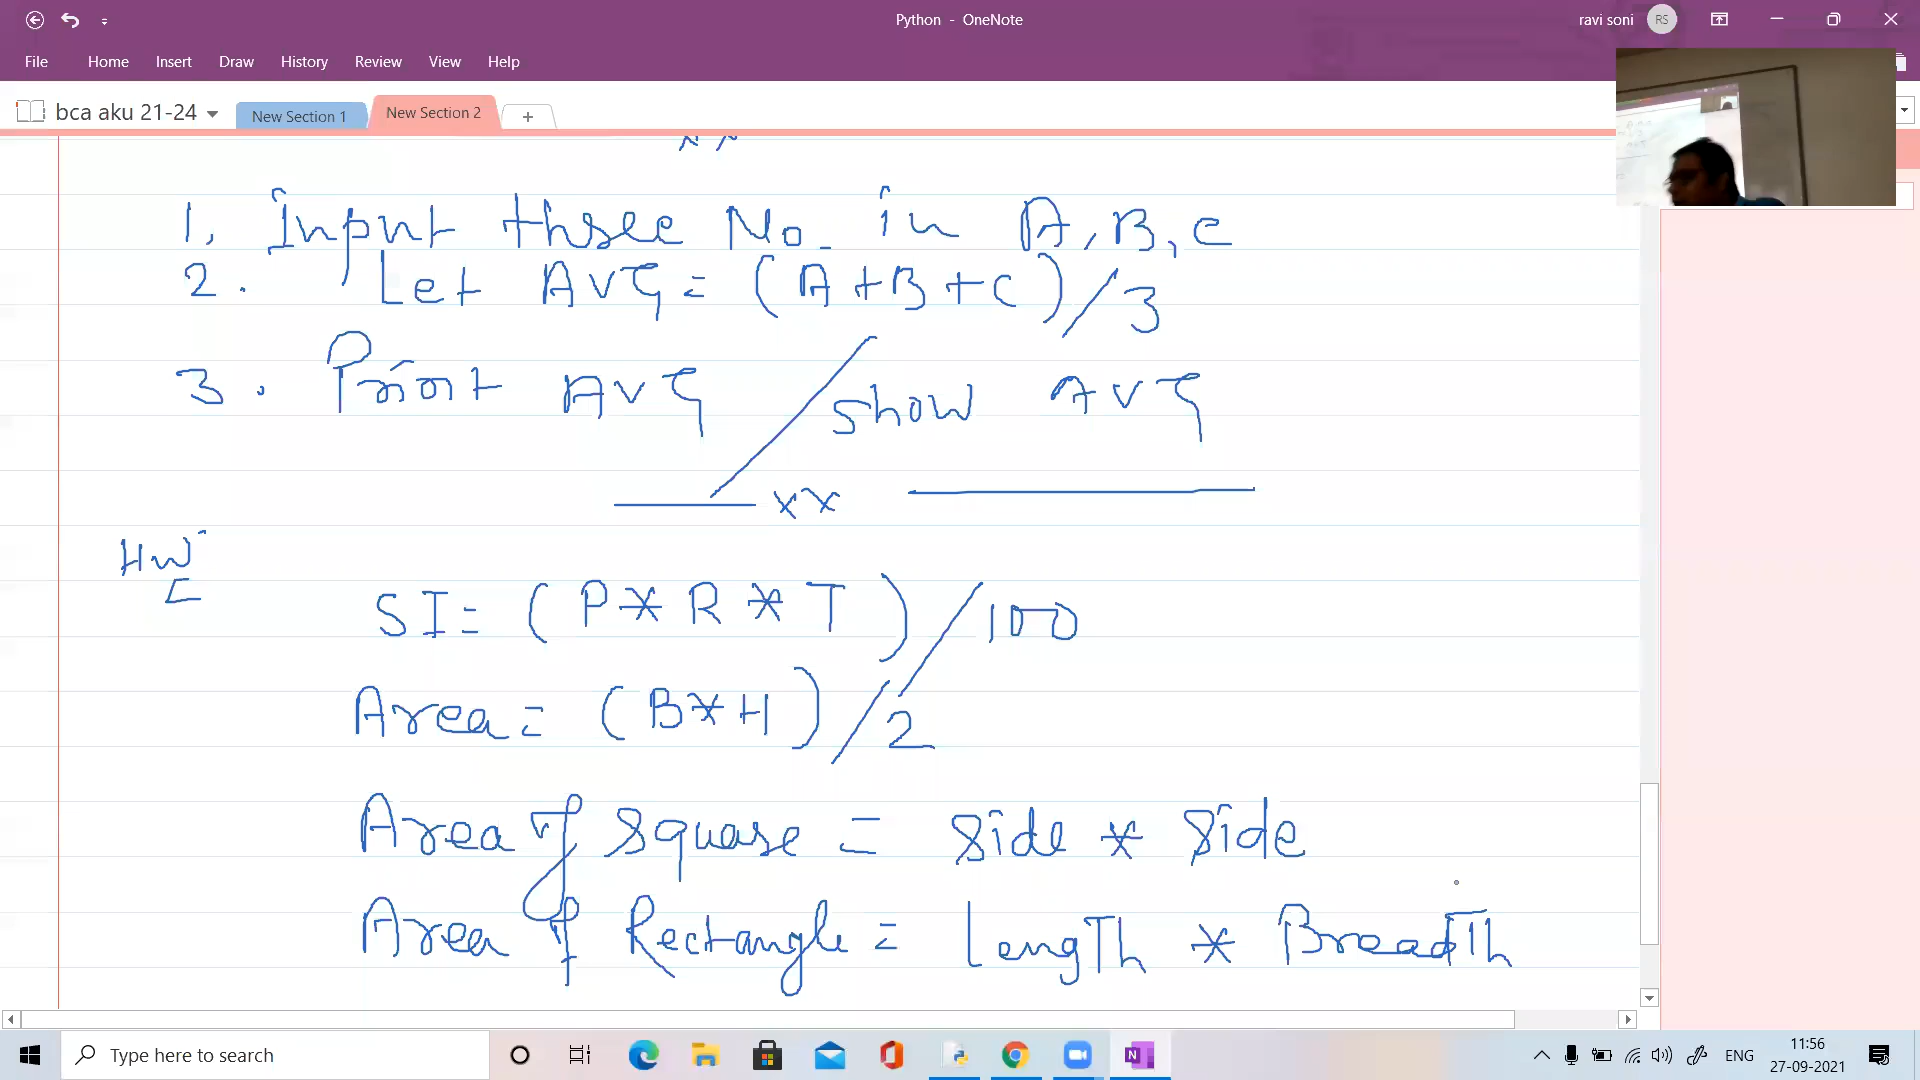 Python - OneNote
ravi soni RS
File Home Insert Draw History Review View Help
bca aku 21-24 New Section 1 New Section 2 +
xx
1. Input three No. in A, B, C
2. Let AVG = (A+B+C)/3
3. Print AVG / Show AVG
xx
HW
SI = (P*R*T)/100
Area = (B*H)/2
Area of Square = Side * Side
Area of Rectangle = Length * Breadth
Type here to search
ENG
11:56
27-09-2021